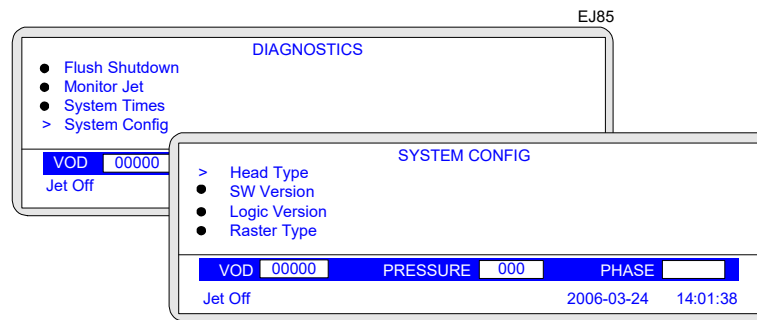 EJ85
DIAGNOSTICS
● Flush Shutdown
● Monitor Jet
● System Times
> System Config
VOD 00000
Jet Off
SYSTEM CONFIG
> Head Type
● SW Version
● Logic Version
● Raster Type
VOD 00000 PRESSURE 000 PHASE
Jet Off 2006-03-24 14:01:38